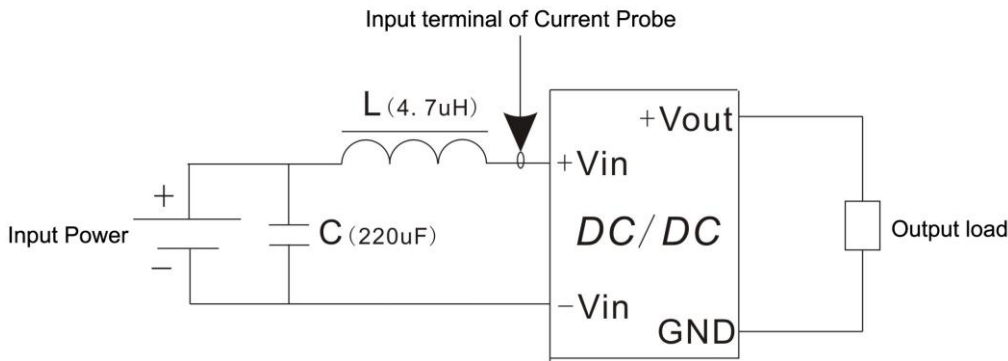 Input terminal of Current Probe
L(4.7uH)
+Vout
+Vin
+
Input Power
C(220uF)
DC/DC
Output load
−
−Vin
GND